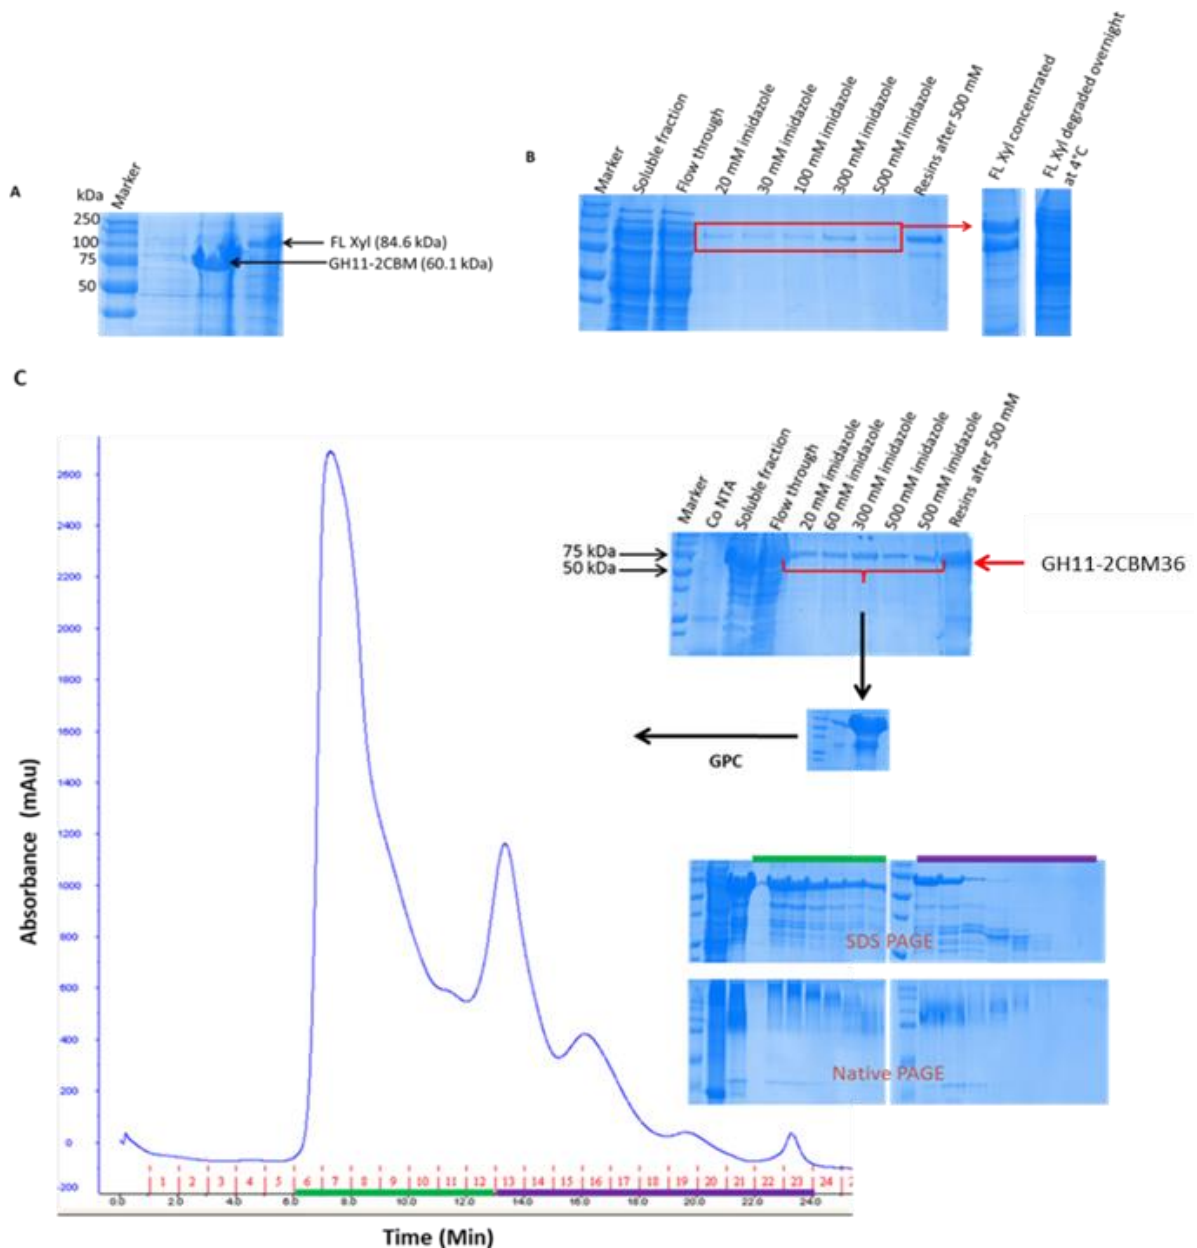 A
kDa
Marker
250
100
75
50
FL Xyl (84.6 kDa)
GH11-2CBM (60.1 kDa)
B
Marker
Soluble fraction
Flow through
20 mM imidazole
30 mM imidazole
100 mM imidazole
300 mM imidazole
500 mM imidazole
Resins after 500 mM
FL Xyl concentrated
FL Xyl degraded overnight
at 4°C
C
Marker
Co NTA
Soluble fraction
Flow through
20 mM imidazole
60 mM imidazole
300 mM imidazole
500 mM imidazole
500 mM imidazole
Resins after 500 mM
75 kDa
50 kDa
GH11-2CBM36
GPC
SDS PAGE
Native PAGE
Absorbance (mAu)
2600
2400
2200
2000
1800
1600
1400
1200
1000
800
600
400
200
0
-200
1 2 3 4 5 6 7 8 9 10 11 12 13 14 15 16 17 18 19 20 21 22 23 24
0.0 2.0 4.0 6.0 8.0 10.0 12.0 14.0 16.0 18.0 20.0 22.0 24.0
Time (Min)